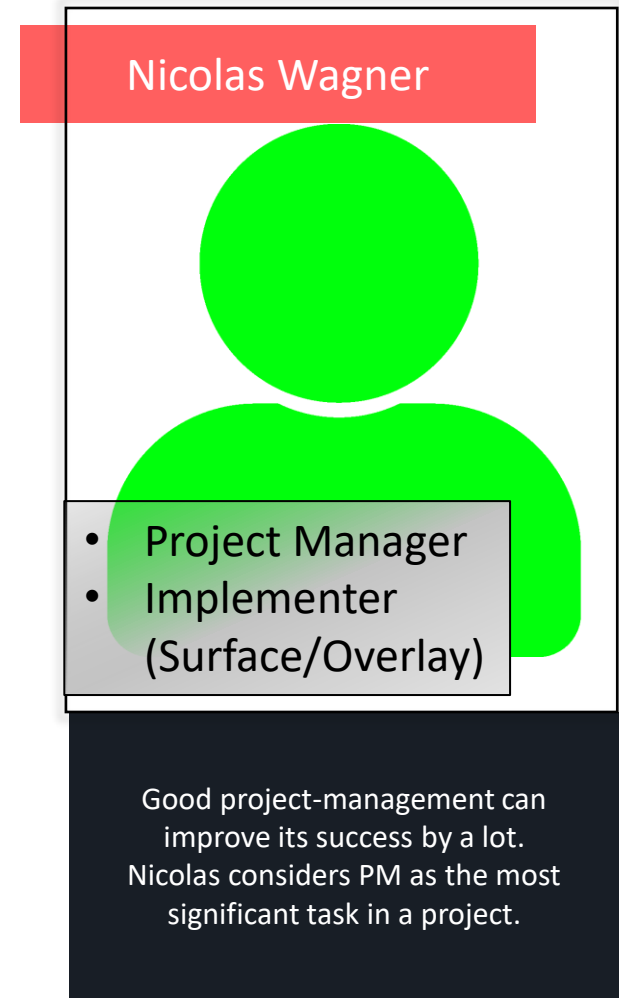 Nicolas Wagner
• Project Manager
• Implementer
(Surface/Overlay)
Good project-management can
improve its success by a lot.
Nicolas considers PM as the most
significant task in a project.